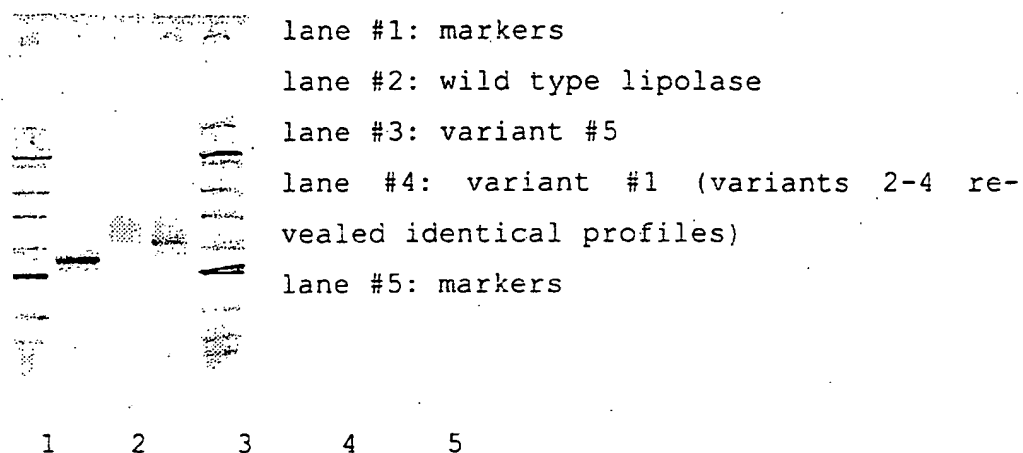 lane #1: markers
lane #2: wild type lipolase
lane #3: variant #5
lane #4: variant #1 (variants 2-4 re-
vealed identical profiles)
lane #5: markers
1 2 3 4 5